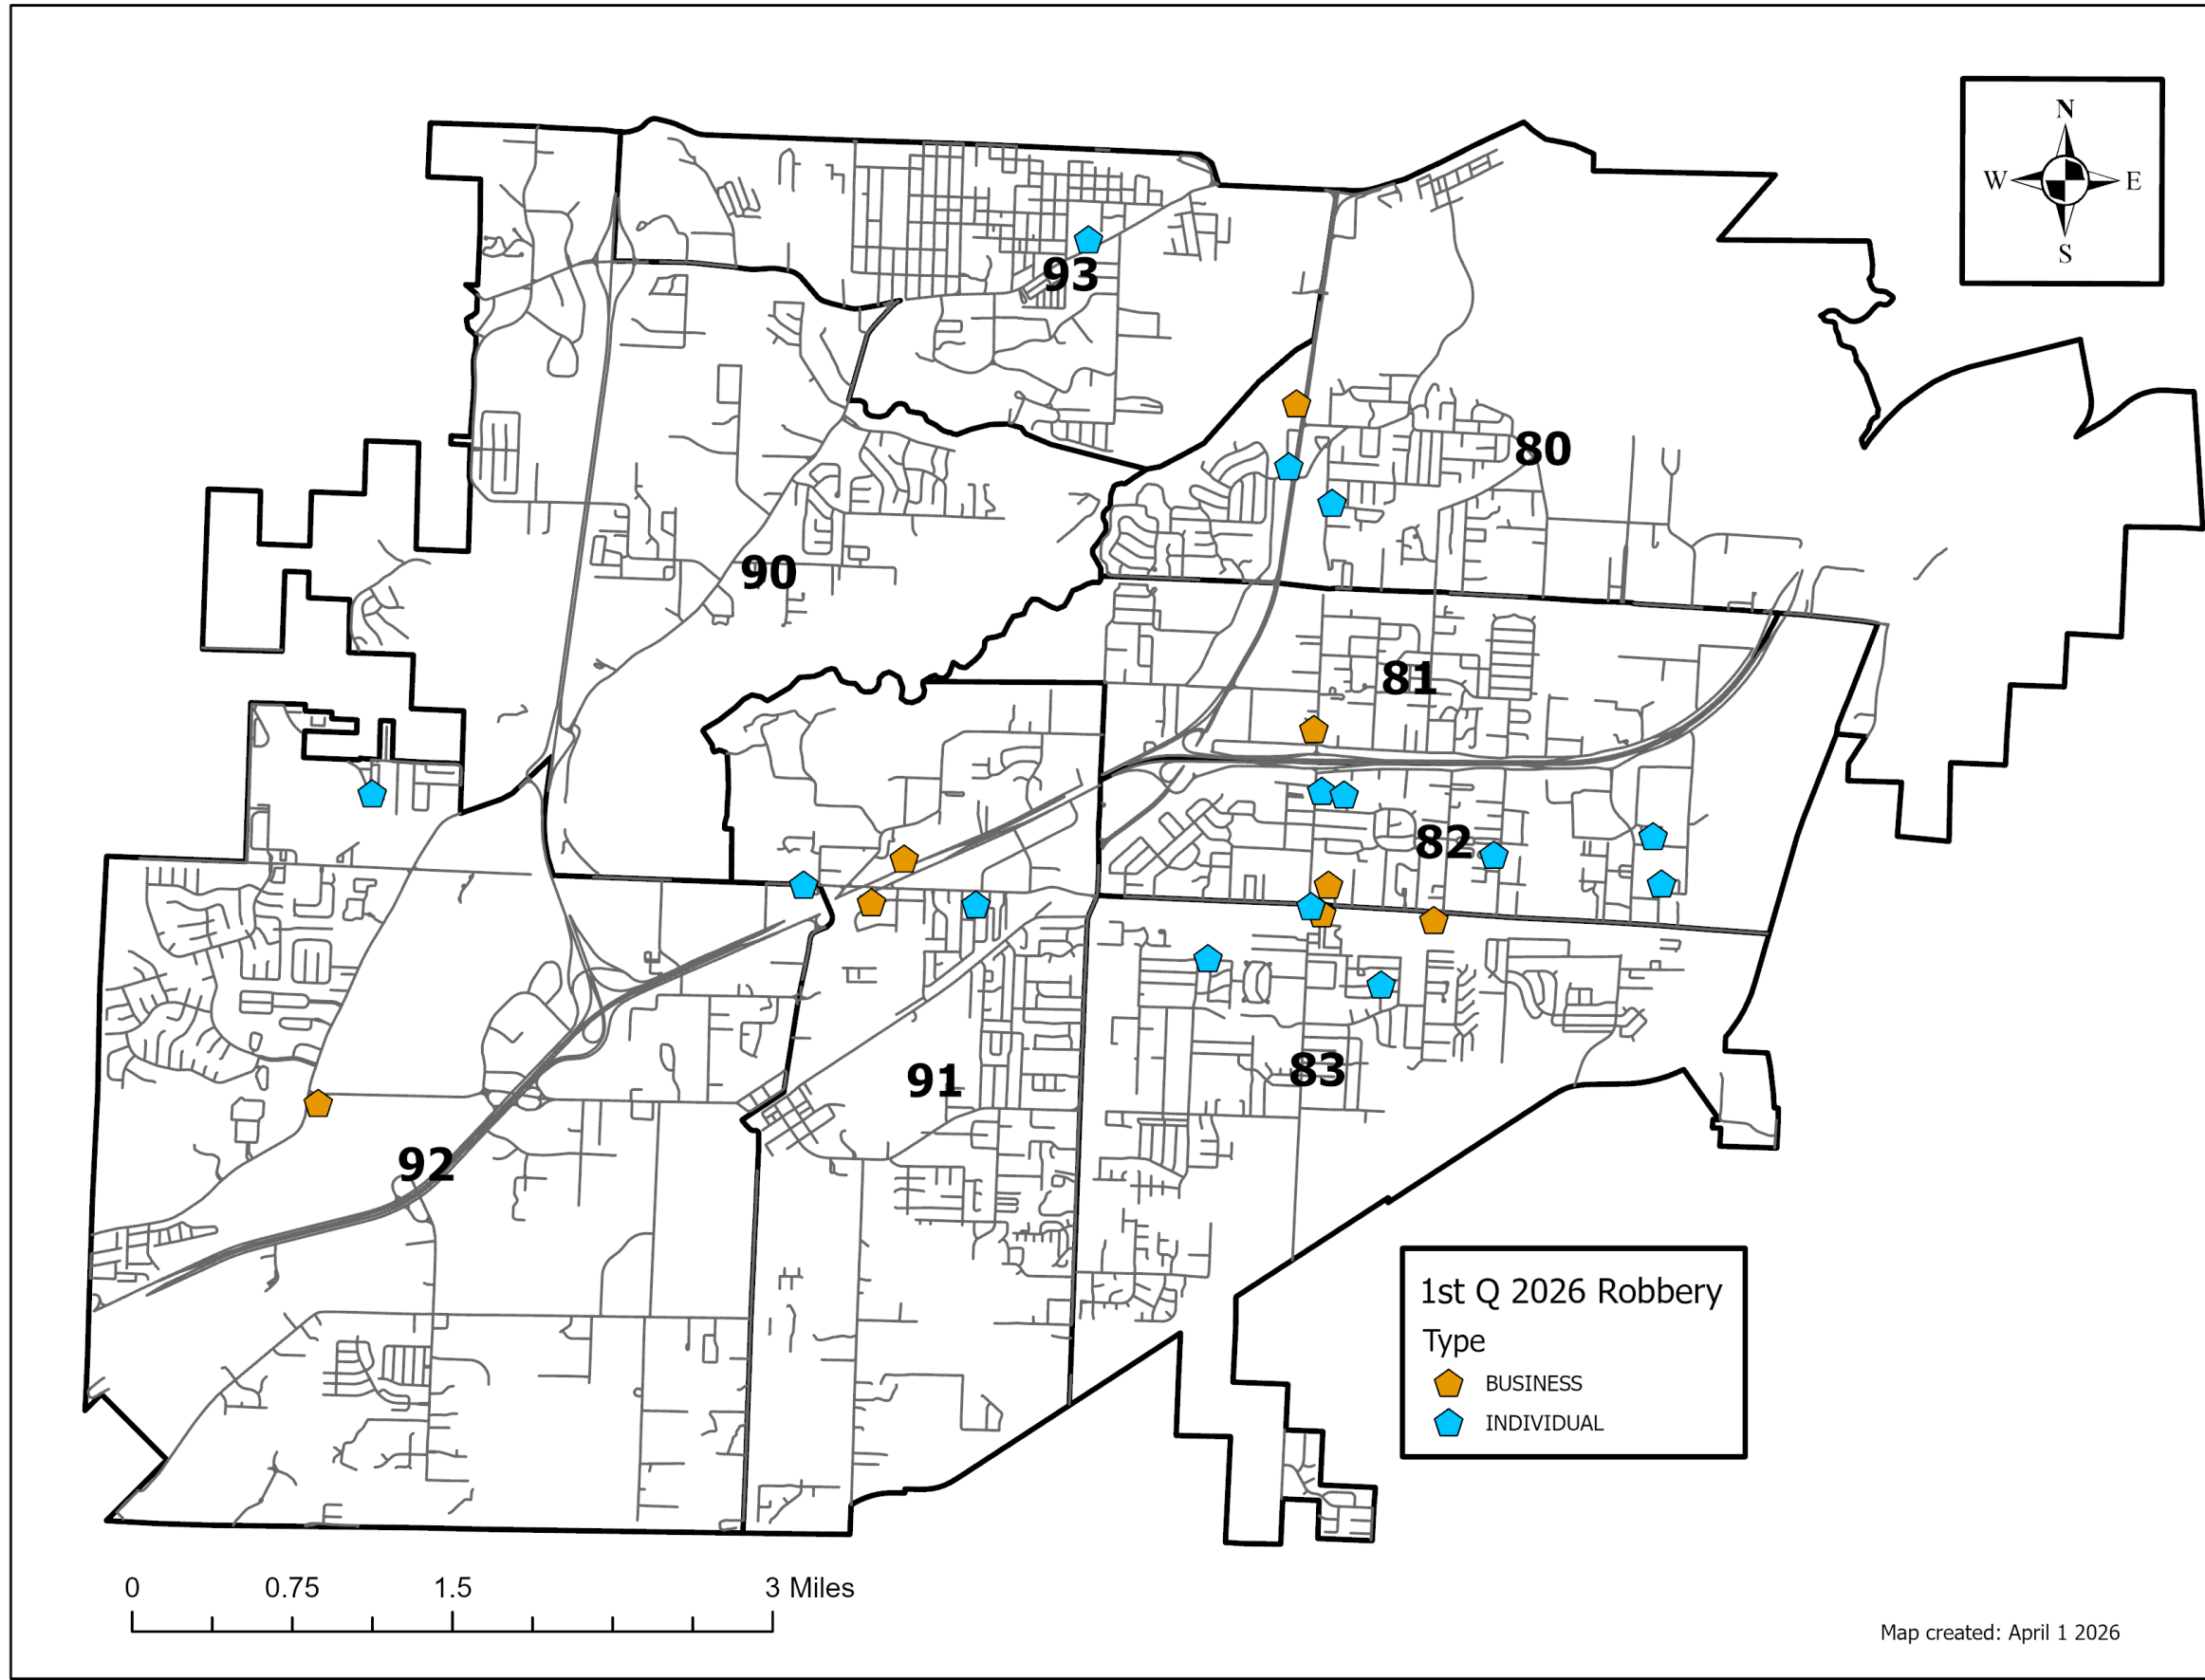 N
W E
S
93
80
90
81
82
91
83
92
1st Q 2026 Robbery
Type
BUSINESS
INDIVIDUAL
0 0.75 1.5 3 Miles
Map created: April 1 2026